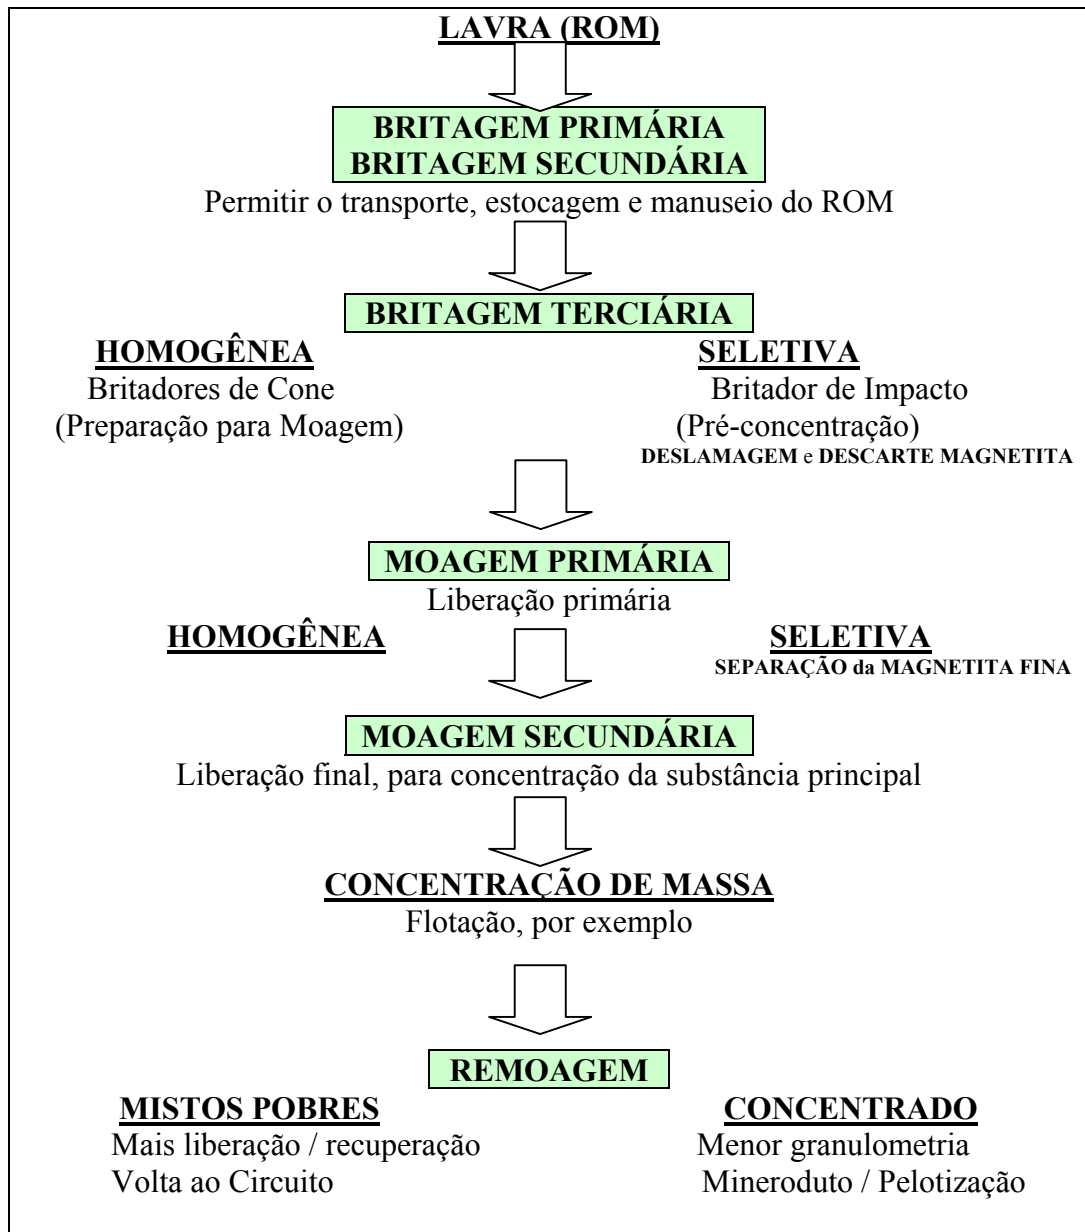 LAVRA (ROM)
BRITAGEM PRIMÁRIA
BRITAGEM SECUNDÁRIA
Permitir o transporte, estocagem e manuseio do ROM
BRITAGEM TERCIÁRIA
HOMOGÊNEA SELETIVA
Britadores de Cone Britador de Impacto
(Preparação para Moagem) (Pré-concentração)
DESLAMAGEM e DESCARTE MAGNETITA
MOAGEM PRIMÁRIA
Liberação primária
HOMOGÊNEA SELETIVA
SEPARAÇÃO da MAGNETITA FINA
MOAGEM SECUNDÁRIA
Liberação final, para concentração da substância principal
CONCENTRAÇÃO DE MASSA
Flotação, por exemplo
REMOAGEM
MISTOS POBRES CONCENTRADO
Mais liberação / recuperação Menor granulometria
Volta ao Circuito Mineroduto / Pelotização